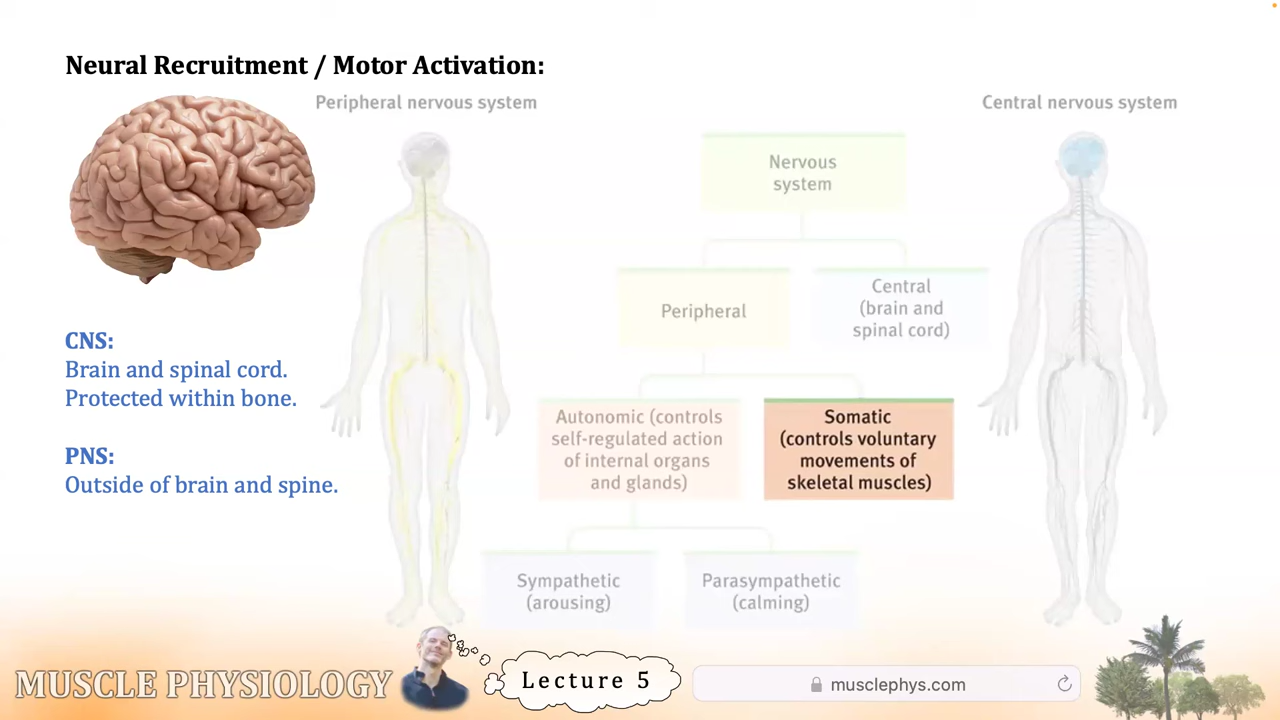 Neural Recruitment / Motor Activation:
Peripheral nervous system
Central nervous system
Nervous
system
Peripheral
Central
(brain and
spinal cord)
CNS:
Brain and spinal cord.
Protected within bone.
PNS:
Outside of brain and spine.
Autonomic (controls
self-regulated action
of internal organs
and glands)
Somatic
(controls voluntary
movements of
skeletal muscles)
Sympathetic
(arousing)
Parasympathetic
(calming)
MUSCLE PHYSIOLOGY
Lecture 5
musclephys.com